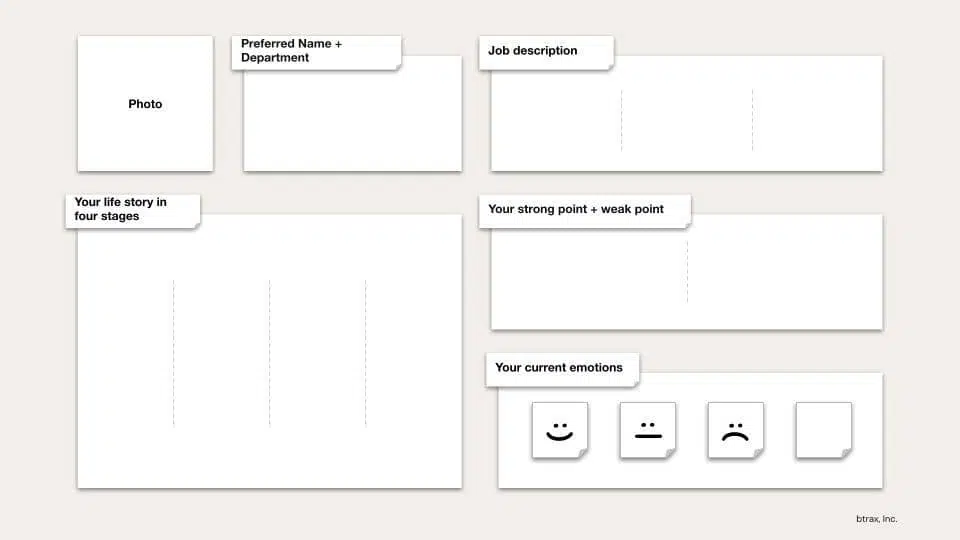 Photo
Preferred Name +
Department
Job description
Your life story in
four stages
Your strong point + weak point
Your current emotions
btrax, Inc.